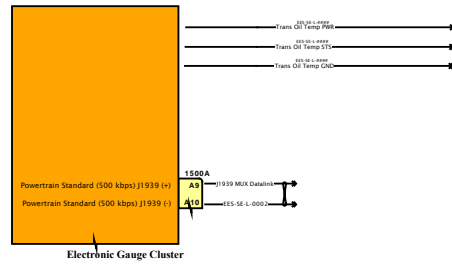 EES-SE-L-####
Trans Oil Temp PWR
EES-SE-L-####
Trans Oil Temp STS
EES-SE-L-####
Trans Oil Temp GND
1500A
Powertrain Standard (500 kbps) J1939 (+) A9 J1939 MUX Datalink
Powertrain Standard (500 kbps) J1939 (-) A10 EES-SE-L-0002
Electronic Gauge Cluster